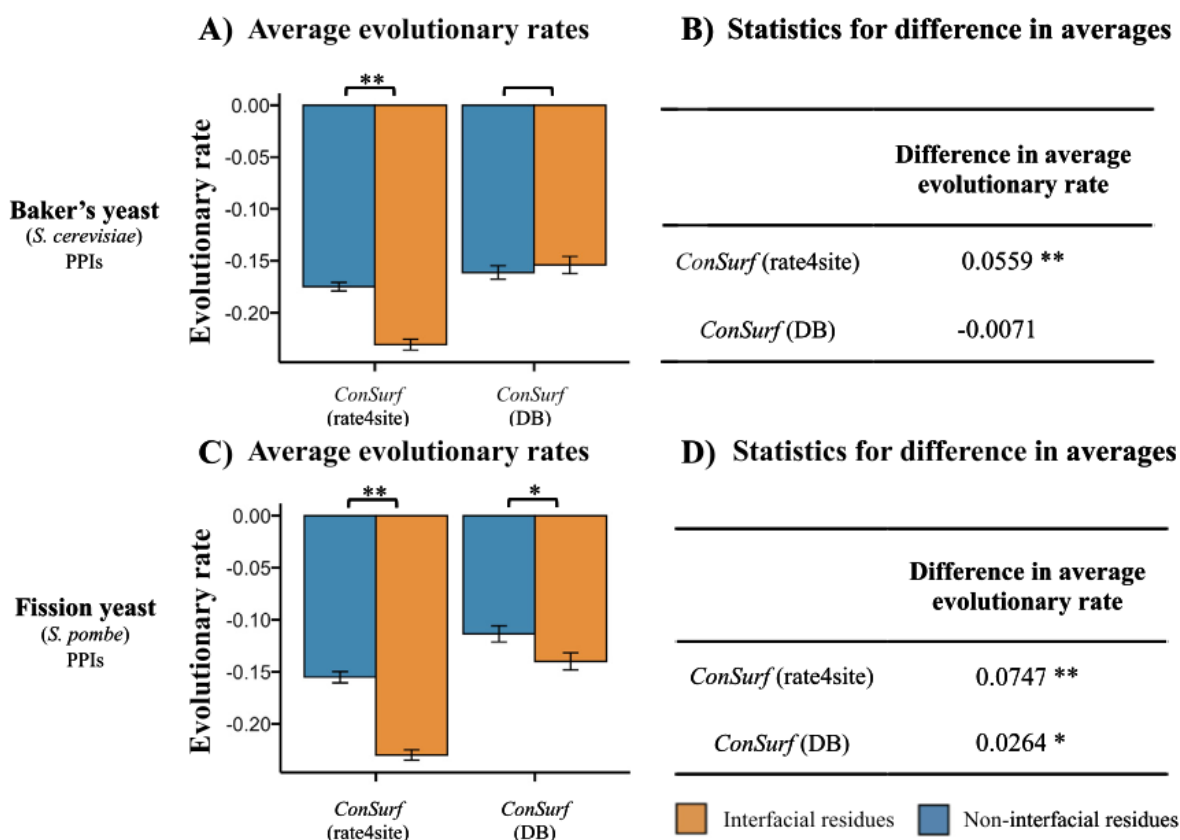 A) Average evolutionary rates
B) Statistics for difference in averages
Baker's yeast
(S. cerevisiae)
PPIs
Evolutionary rate
0.00
-0.05
-0.10
-0.15
-0.20
**
ConSurf
(rate4site)
ConSurf
(DB)
Difference in average
evolutionary rate
ConSurf (rate4site) 0.0559 **
ConSurf (DB) -0.0071
C) Average evolutionary rates
D) Statistics for difference in averages
Fission yeast
(S. pombe)
PPIs
Evolutionary rate
0.00
-0.05
-0.10
-0.15
-0.20
**
*
ConSurf
(rate4site)
ConSurf
(DB)
Difference in average
evolutionary rate
ConSurf (rate4site) 0.0747 **
ConSurf (DB) 0.0264 *
Interfacial residues
Non-interfacial residues